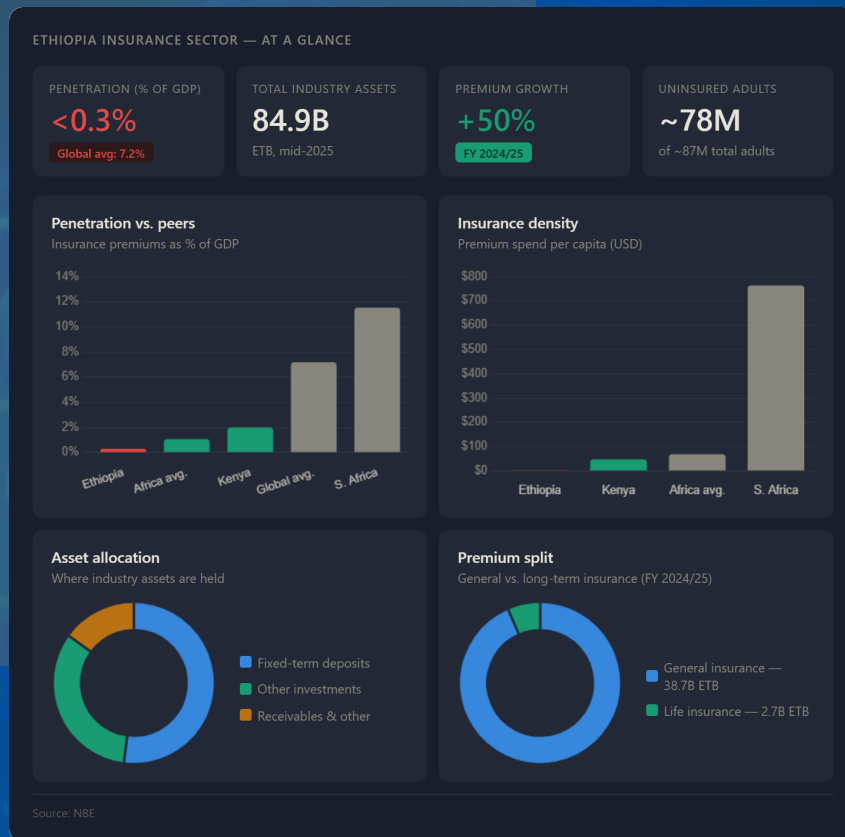 ETHIOPIA INSURANCE SECTOR — AT A GLANCE
PENETRATION (% OF GDP)
<0.3%
Global avg: 7.2%
TOTAL INDUSTRY ASSETS
84.9B
ETB, mid-2025
PREMIUM GROWTH
+50%
FY 2024/25
UNINSURED ADULTS
~78M
of ~87M total adults
Penetration vs. peers
Insurance premiums as % of GDP
14%
12%
10%
8%
6%
4%
2%
0%
Ethiopia
Africa avg.
Kenya
Global avg.
S. Africa
Insurance density
Premium spend per capita (USD)
$800
$700
$600
$500
$400
$300
$200
$100
$0
Ethiopia
Kenya
Africa avg.
S. Africa
Asset allocation
Where industry assets are held
Fixed-term deposits
Other investments
Receivables & other
Premium split
General vs. long-term insurance (FY 2024/25)
General insurance —
38.7B ETB
Life insurance — 2.7B ETB
Source: NBE